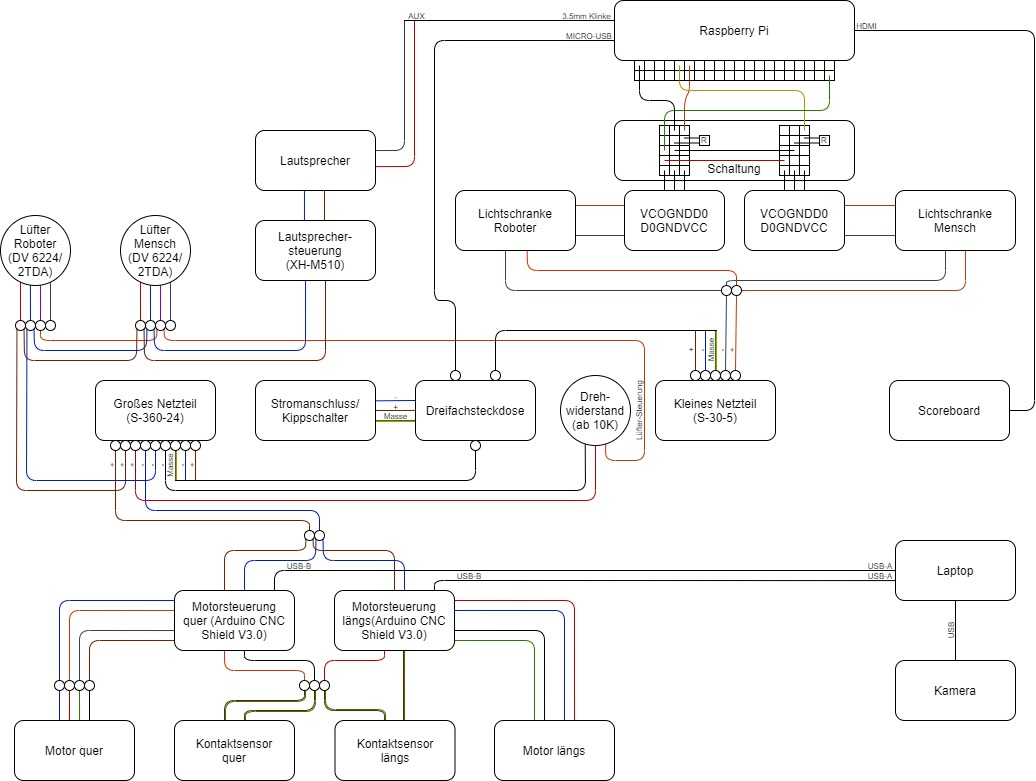 AUX
3.5mm Klinke
MICRO-USB
Raspberry Pi
HDMI
R
R
Schaltung
Lautsprecher
Lautsprecher-
steuerung
(XH-M510)
Lichtschranke
Roboter
VCOGNDD0
D0GNDVCC
VCOGNDD0
D0GNDVCC
Lichtschranke
Mensch
Lüfter
Roboter
(DV 6224/
2TDA)
Lüfter
Mensch
(DV 6224/
2TDA)
Großes Netzteil
(S-360-24)
Stromanschluss/
Kippschalter
-
+
Masse
Dreifachsteckdose
Dreh-
widerstand
(ab 10K)
Lüfter-Steuerung
+
-
Masse
-
+
Kleines Netzteil
(S-30-5)
Scoreboard
+
+
+
-
-
-
Masse
-
+
USB-B
USB-A
USB-B
USB-A
Laptop
Motorsteuerung
quer (Arduino CNC
Shield V3.0)
Motorsteuerung
längs(Arduino CNC
Shield V3.0)
USB
Kamera
Motor quer
Kontaktsensor
quer
Kontaktsensor
längs
Motor längs